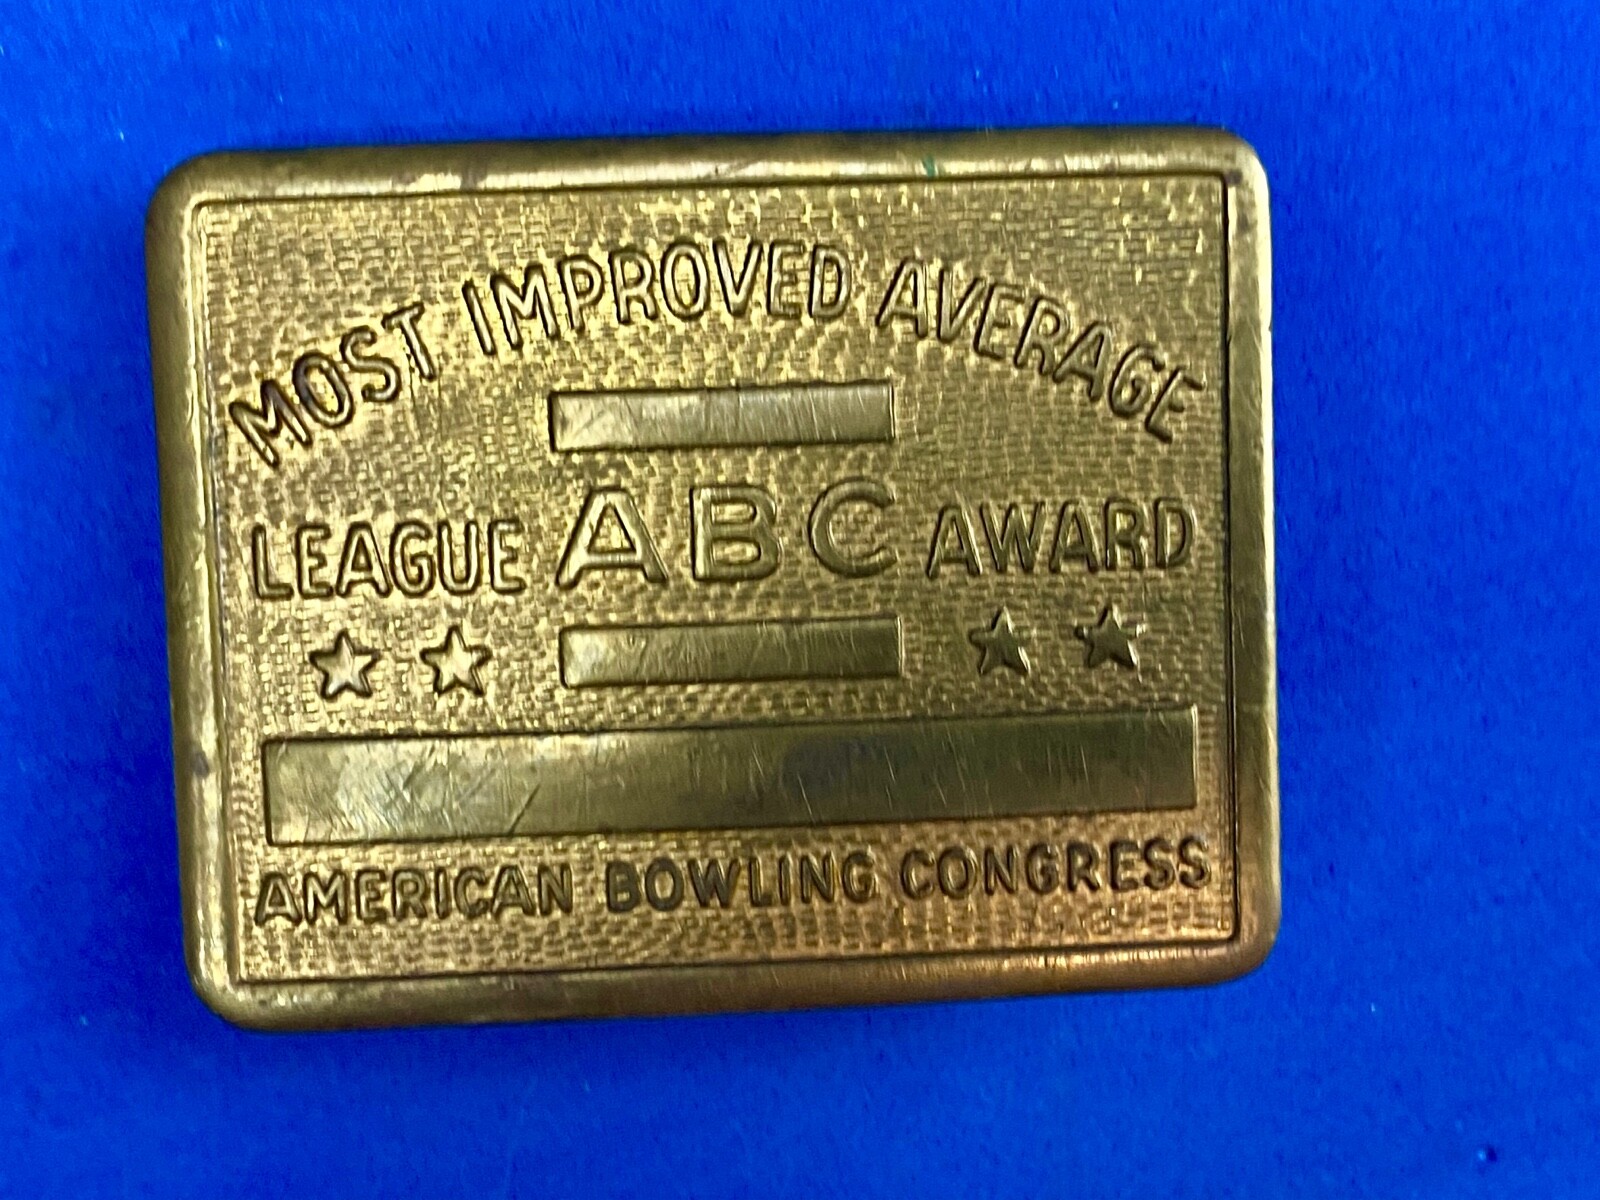 MOST IMPROVED AVERAGE
LEAGUE ABC AWARD
AMERICAN BOWLING CONGRESS